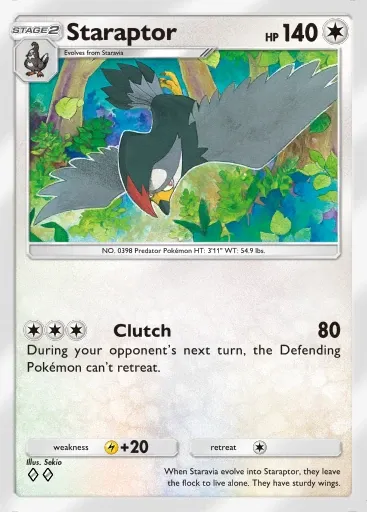 STAGE 2
Staraptor
HP 140
Evolves from Staravia
NO. 0398 Predator Pokémon HT: 3'11" WT: 54.9 lbs.
Clutch 80
During your opponent's next turn, the Defending
Pokémon can't retreat.
weakness +20 retreat
Illus. Sekio
When Staravia evolve into Staraptor, they leave
the flock to live alone. They have sturdy wings.